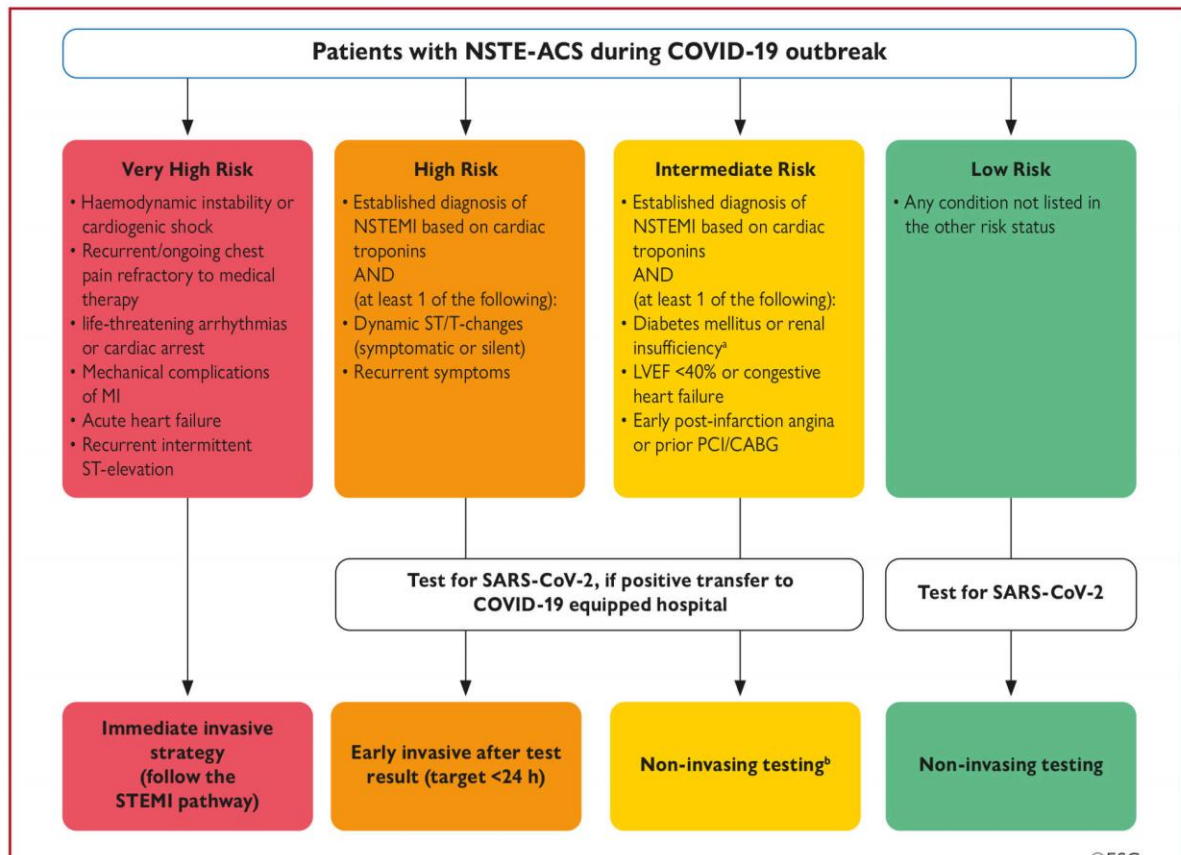 Patients with NSTE-ACS during COVID-19 outbreak
Very High Risk
• Haemodynamic instability or
cardiogenic shock
• Recurrent/ongoing chest
pain refractory to medical
therapy
• life-threatening arrhythmias
or cardiac arrest
• Mechanical complications
of MI
• Acute heart failure
• Recurrent intermittent
ST-elevation
High Risk
• Established diagnosis of
NSTEMI based on cardiac
troponins
AND
(at least 1 of the following):
• Dynamic ST/T-changes
(symptomatic or silent)
• Recurrent symptoms
Intermediate Risk
• Established diagnosis of
NSTEMI based on cardiac
troponins
AND
(at least 1 of the following):
• Diabetes mellitus or renal
insufficiencyᵃ
• LVEF <40% or congestive
heart failure
• Early post-infarction angina
or prior PCI/CABG
Low Risk
• Any condition not listed in
the other risk status
Test for SARS-CoV-2, if positive transfer to
COVID-19 equipped hospital
Test for SARS-CoV-2
Immediate invasive
strategy
(follow the
STEMI pathway)
Early invasive after test
result (target <24 h)
Non-invasing testingᵇ
Non-invasing testing